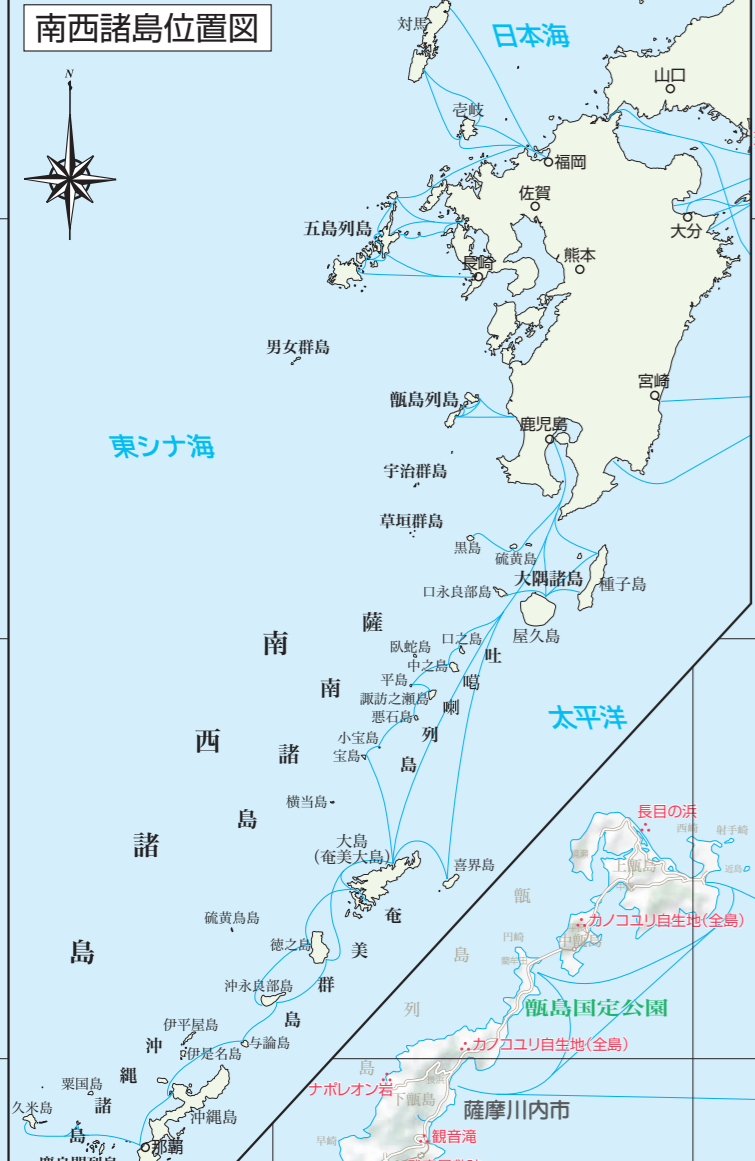 南西諸島位置図
N
対馬
日本海
山口
壱岐
福岡
佐賀
五島列島
大分
長崎
熊本
男女群島
宮崎
甑島列島
鹿児島
東シナ海
宇治群島
草垣群島
黒島
硫黄島
大隅諸島
種子島
口永良部島
屋久島
南西諸島
薩南諸島
吐噶喇列島
口之島
臥蛇島
中之島
平島
諏訪之瀬島
悪石島
小宝島
宝島
太平洋
横当島
大島
(奄美大島)
喜界島
奄美群島
硫黄鳥島
徳之島
沖永良部島
与論島
伊平屋島
伊是名島
沖縄諸島
粟国島
久米島
沖縄島
那覇
長目の浜
西崎
射手崎
近島
上甑島
甑島列島
カノコユリ自生地(全島)
中甑島
円崎
甑島国定公園
カノコユリ自生地(全島)
ナポレオン岩
下甑島
薩摩川内市
早崎
観音滝